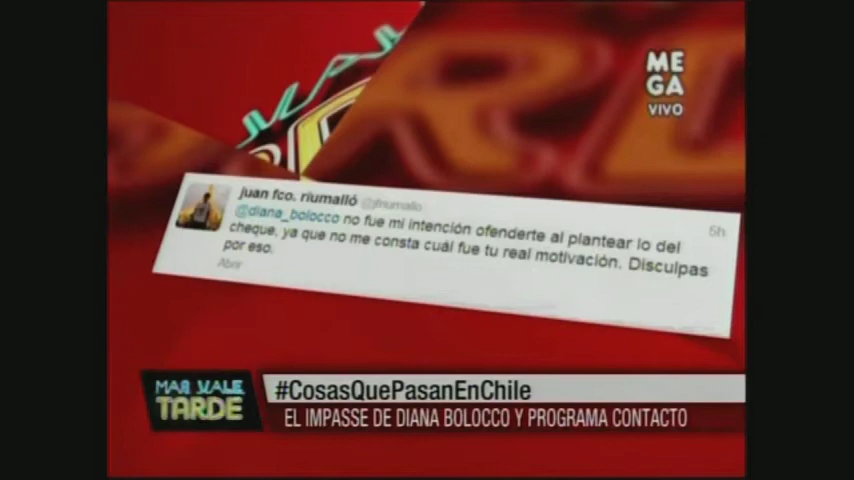 ME
GA
VIVO
juan fco. riumalló @jfriumallo
5h
@diana_bolocco no fue mi intención ofenderte al plantear lo del
cheque, ya que no me consta cuál fue tu real motivación. Disculpas
por eso.
Abrir
MAS VALE
TARDE
#CosasQuePasanEnChile
EL IMPASSE DE DIANA BOLOCCO Y PROGRAMA CONTACTO